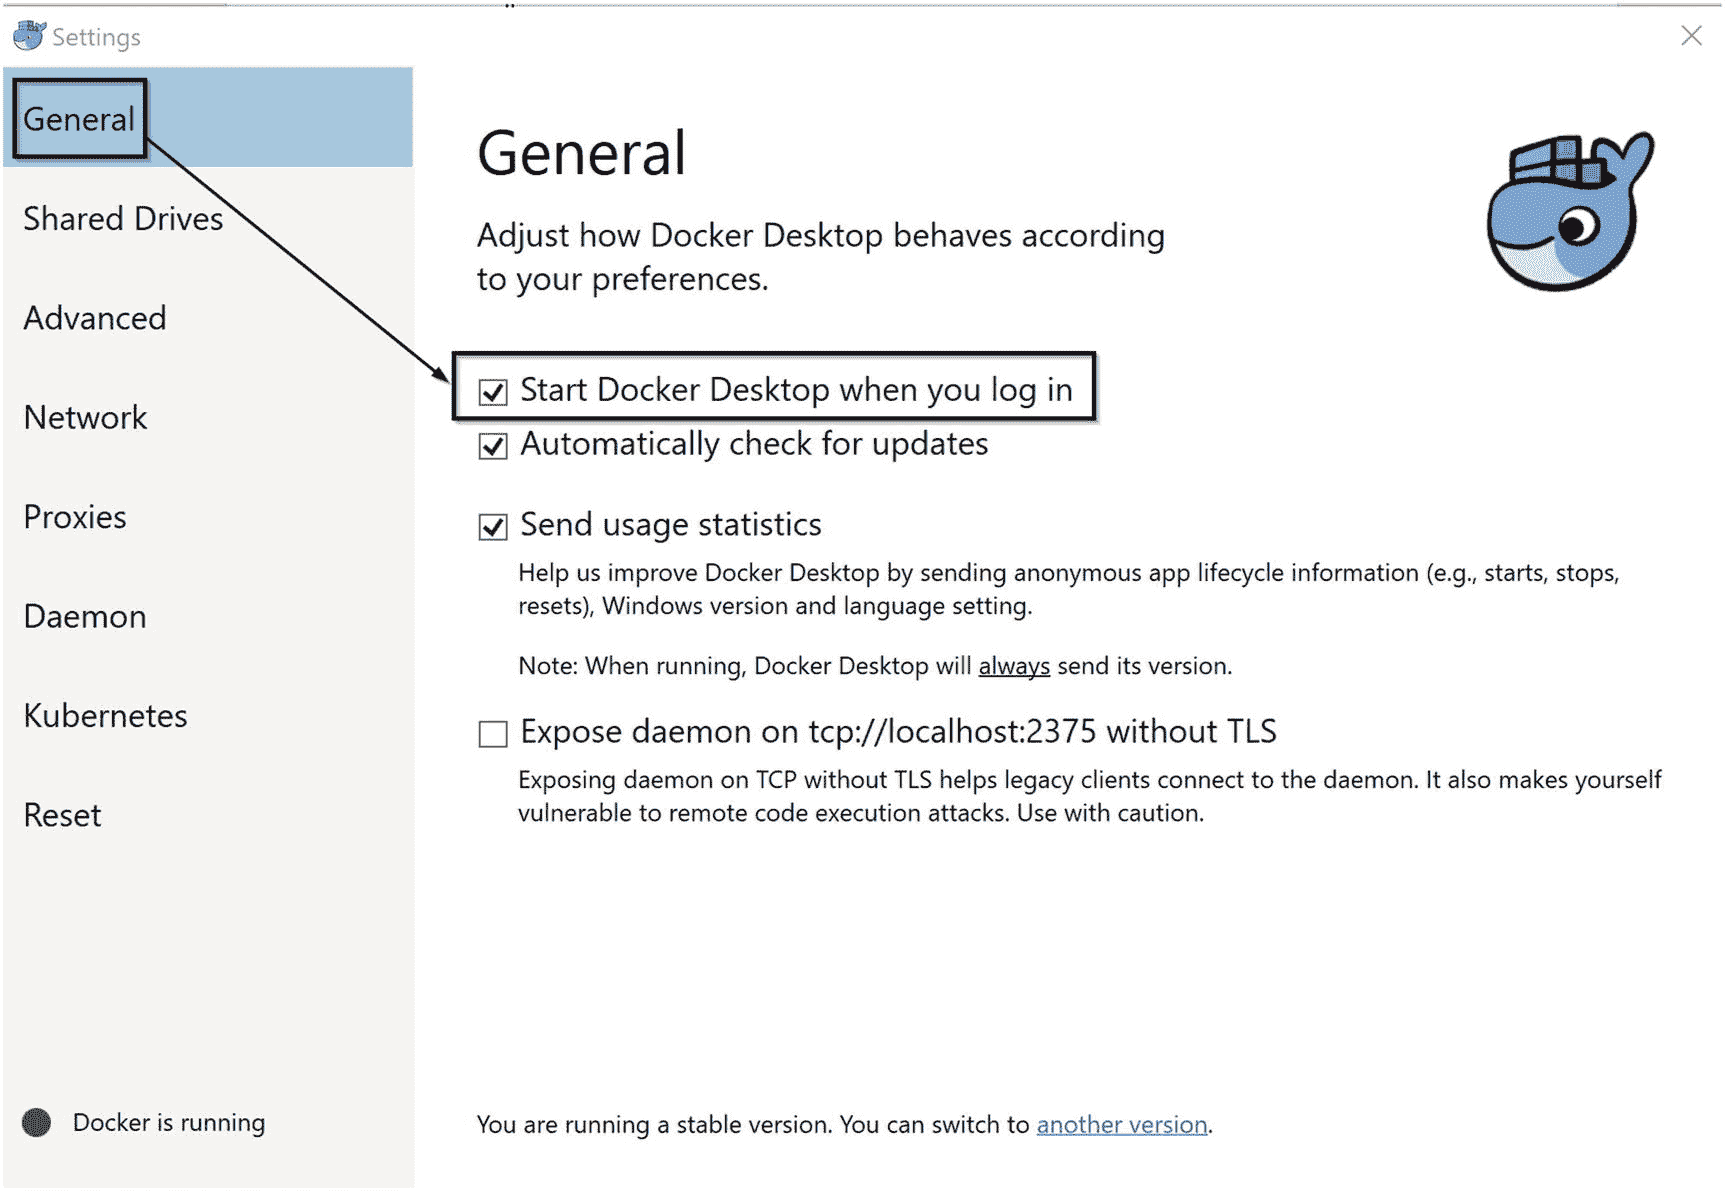 Settings
General
Shared Drives
Advanced
Network
Proxies
Daemon
Kubernetes
Reset
Docker is running
General
Adjust how Docker Desktop behaves according
to your preferences.
Start Docker Desktop when you log in
Automatically check for updates
Send usage statistics
Help us improve Docker Desktop by sending anonymous app lifecycle information (e.g., starts, stops,
resets), Windows version and language setting.
Note: When running, Docker Desktop will always send its version.
Expose daemon on tcp://localhost:2375 without TLS
Exposing daemon on TCP without TLS helps legacy clients connect to the daemon. It also makes yourself
vulnerable to remote code execution attacks. Use with caution.
You are running a stable version. You can switch to another version.